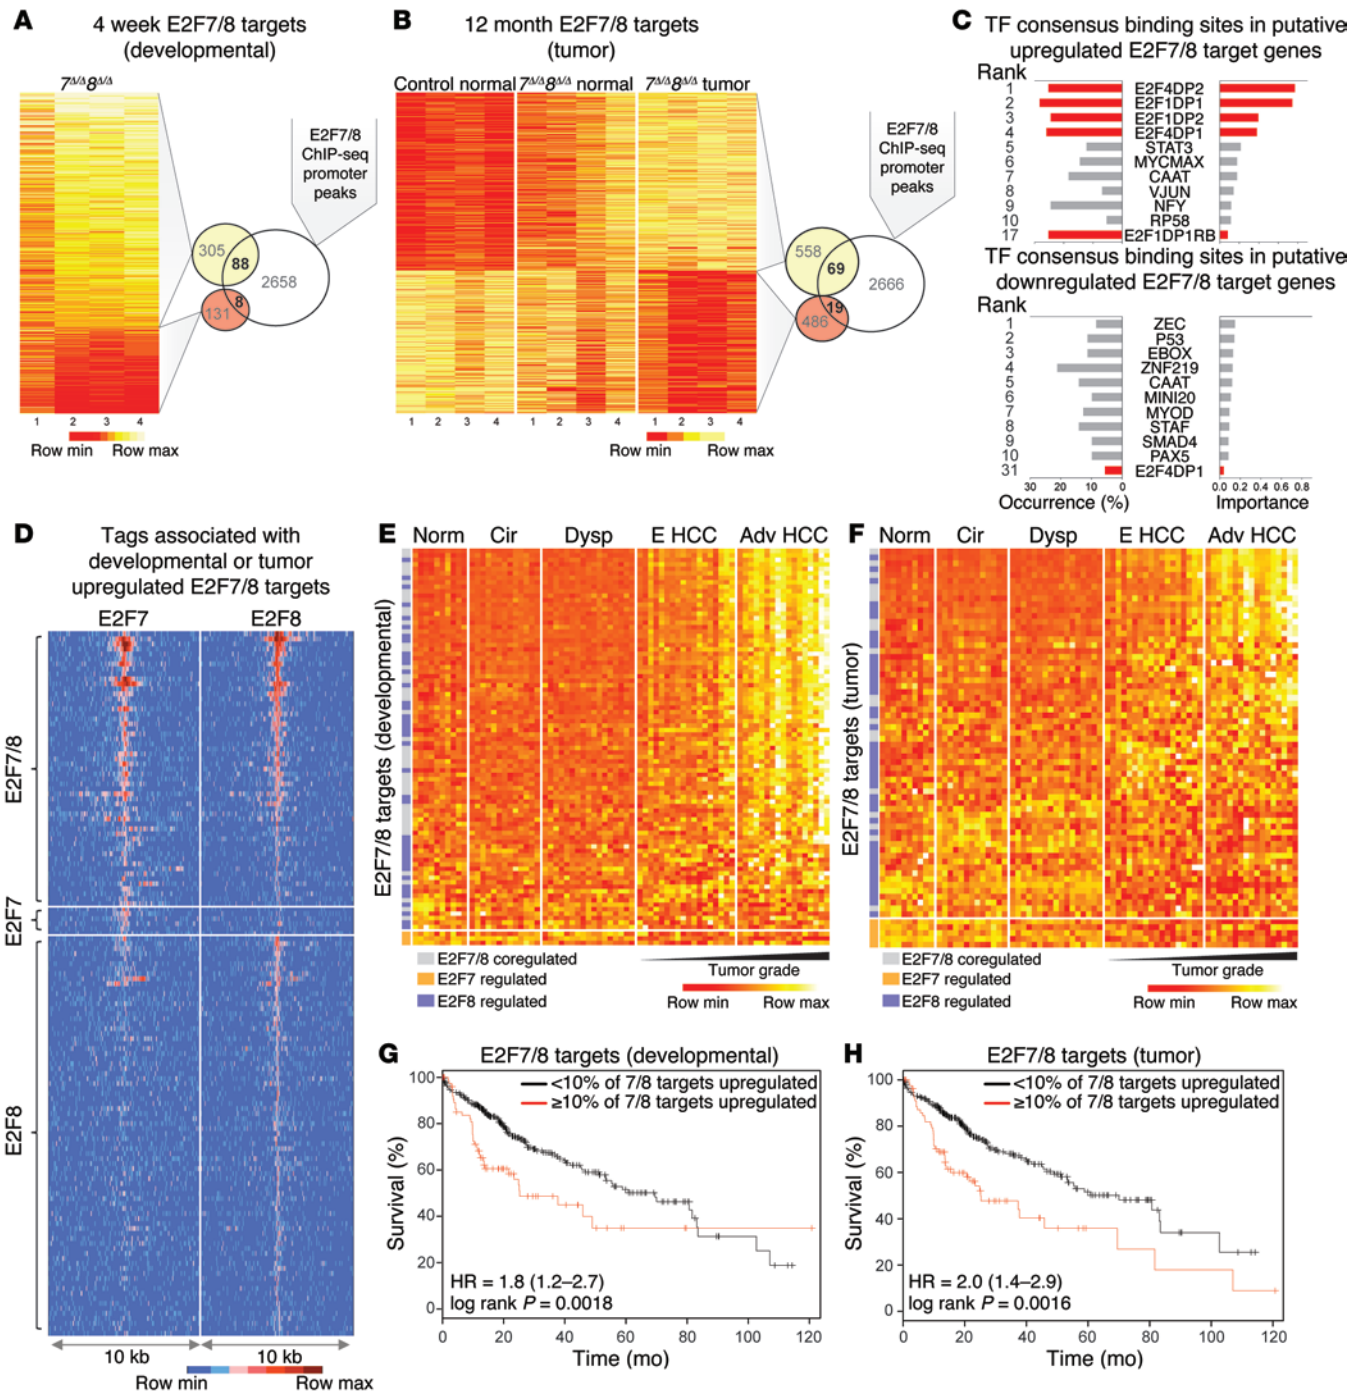 A
4 week E2F7/8 targets
(developmental)
7Δ/Δ8Δ/Δ
305
88
8
131
2658
E2F7/8
ChIP-seq
promoter
peaks
1 2 3 4
Row min Row max
B
12 month E2F7/8 targets
(tumor)
Control normal 7Δ/Δ8Δ/Δ normal 7Δ/Δ8Δ/Δ tumor
558
69
19
486
2666
E2F7/8
ChIP-seq
promoter
peaks
1 2 3 4 1 2 3 4 1 2 3 4
Row min Row max
C
TF consensus binding sites in putative
upregulated E2F7/8 target genes
Rank
1 E2F4DP2
2 E2F1DP1
3 E2F1DP2
4 E2F4DP1
5 STAT3
6 MYCMAX
7 CAAT
8 VJUN
9 NFY
10 RP58
17 E2F1DP1RB
TF consensus binding sites in putative
downregulated E2F7/8 target genes
Rank
1 ZEC
2 P53
3 EBOX
4 ZNF219
5 CAAT
6 MINI20
7 MYOD
8 STAF
9 SMAD4
10 PAX5
31 E2F4DP1
30 20 10 0 0.0 0.2 0.4 0.6 0.8
Occurrence (%) Importance
D
Tags associated with
developmental or tumor
upregulated E2F7/8 targets
E2F7 E2F8
E2F7/8
E2F7
E2F8
10 kb 10 kb
Row min Row max
E
Norm Cir Dysp E HCC Adv HCC
E2F7/8 targets (developmental)
E2F7/8 coregulated
E2F7 regulated
E2F8 regulated
Tumor grade
Row min Row max
F
Norm Cir Dysp E HCC Adv HCC
E2F7/8 targets (tumor)
E2F7/8 coregulated
E2F7 regulated
E2F8 regulated
Tumor grade
Row min Row max
G
E2F7/8 targets (developmental)
<10% of 7/8 targets upregulated
≥10% of 7/8 targets upregulated
100
80
60
40
20
0
Survival (%)
HR = 1.8 (1.2–2.7)
log rank P = 0.0018
0 20 40 60 80 100 120
Time (mo)
H
E2F7/8 targets (tumor)
<10% of 7/8 targets upregulated
≥10% of 7/8 targets upregulated
100
80
60
40
20
0
Survival (%)
HR = 2.0 (1.4–2.9)
log rank P = 0.0016
0 20 40 60 80 100 120
Time (mo)